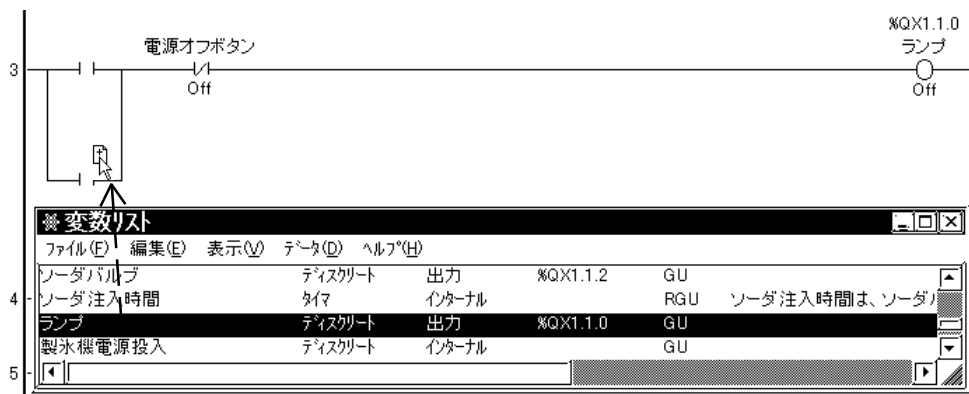 %QX1.1.0
電源オフボタン
ランプ
3
Off
Off
変数リスト
ファイル(F) 編集(E) 表示(V) データ(D) ヘルプ(H)
ソーダバルブ ディスクリート 出力 %QX1.1.2 GU
4 ソーダ注入時間 タイマ インターナル RGU ソーダ注入時間は、ソーダバ
ランプ ディスクリート 出力 %QX1.1.0 GU
製氷機電源投入 ディスクリート インターナル GU
5